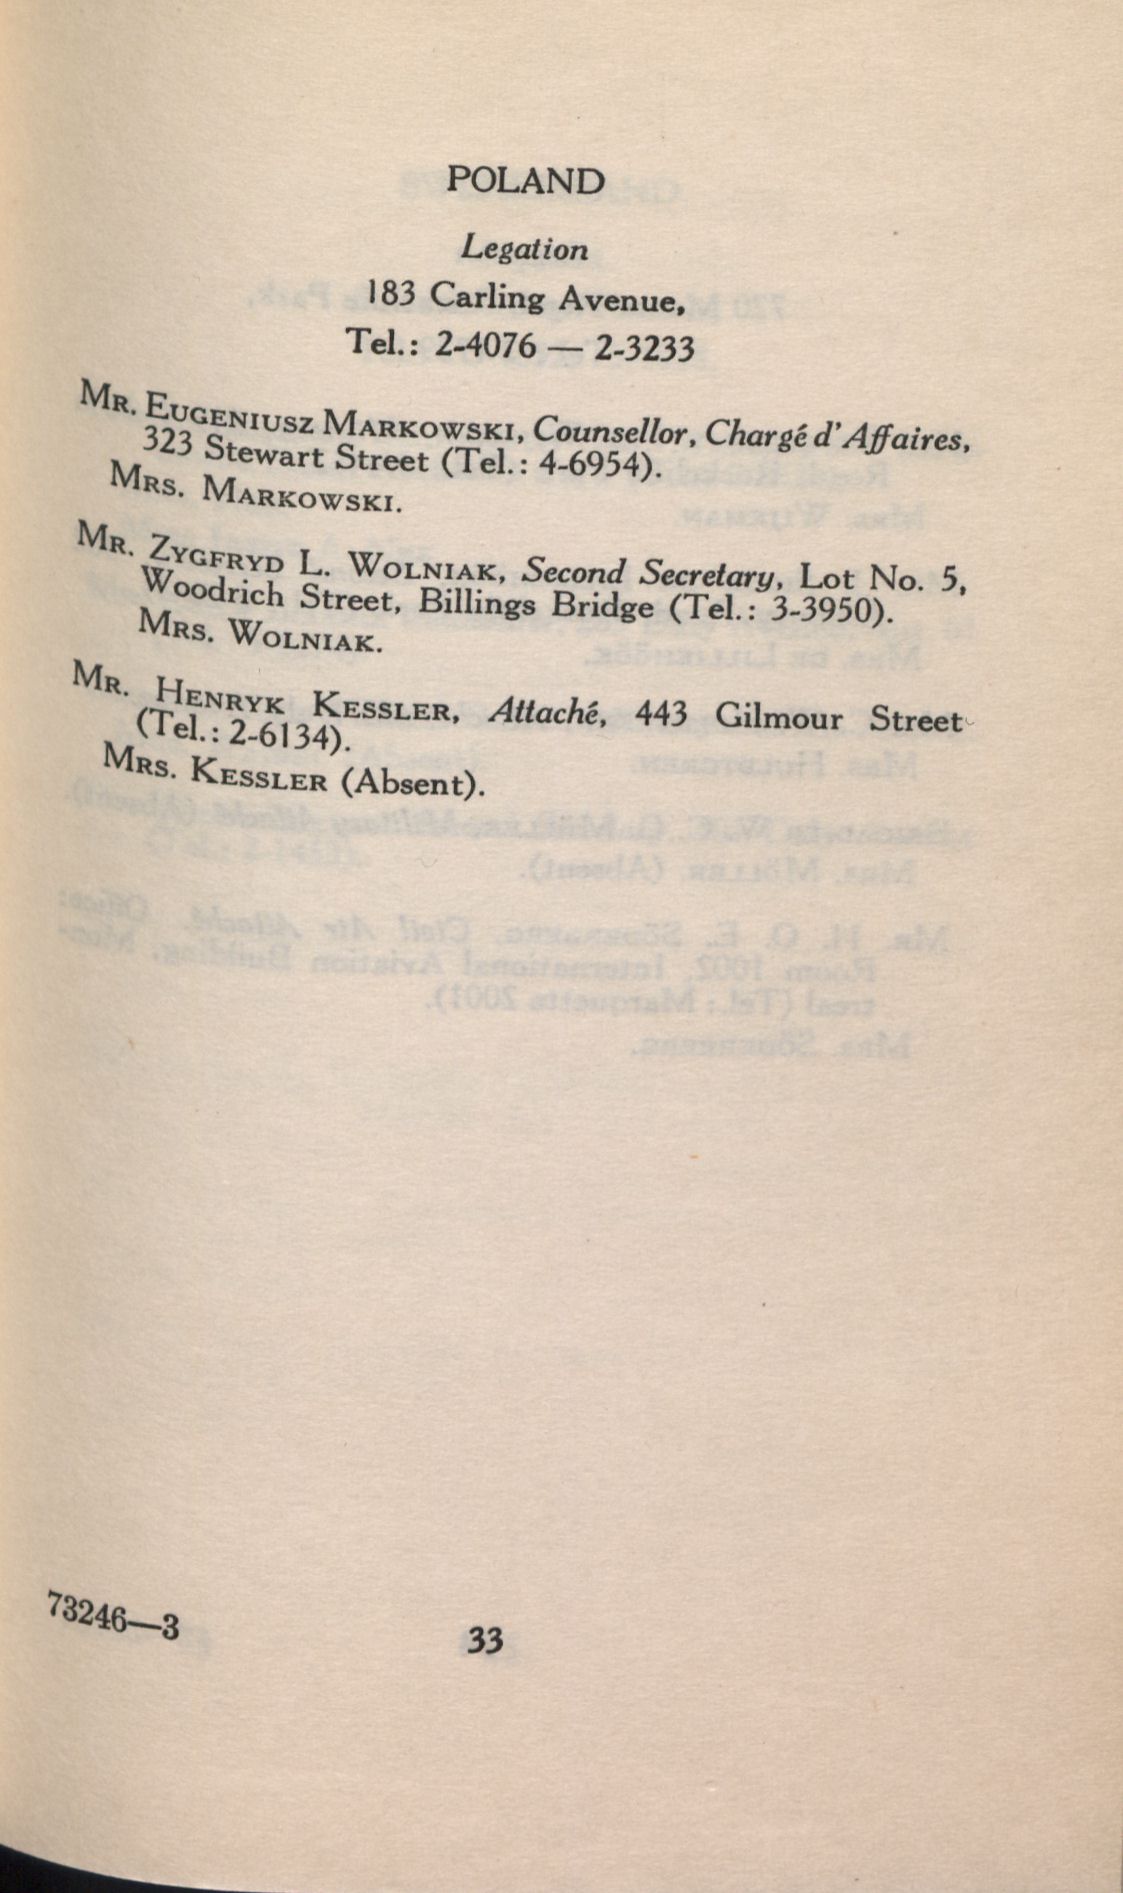 POLAND
Legation
183 Carling Avenue,
Tel.: 2-4076 — 2-3233
MR. EUGENIUSZ MARKOWSKI, Counsellor, Chargé d'Affaires,
323 Stewart Street (Tel.: 4-6954).
MRS. MARKOWSKI.
MR. ZYGFRYD L. WOLNIAK, Second Secretary, Lot No. 5,
Woodrich Street, Billings Bridge (Tel.: 3-3950).
MRS. WOLNIAK.
MR. HENRYK KESSLER, Attaché, 443 Gilmour Street
(Tel.: 2-6134).
MRS. KESSLER (Absent).
73246—3
33